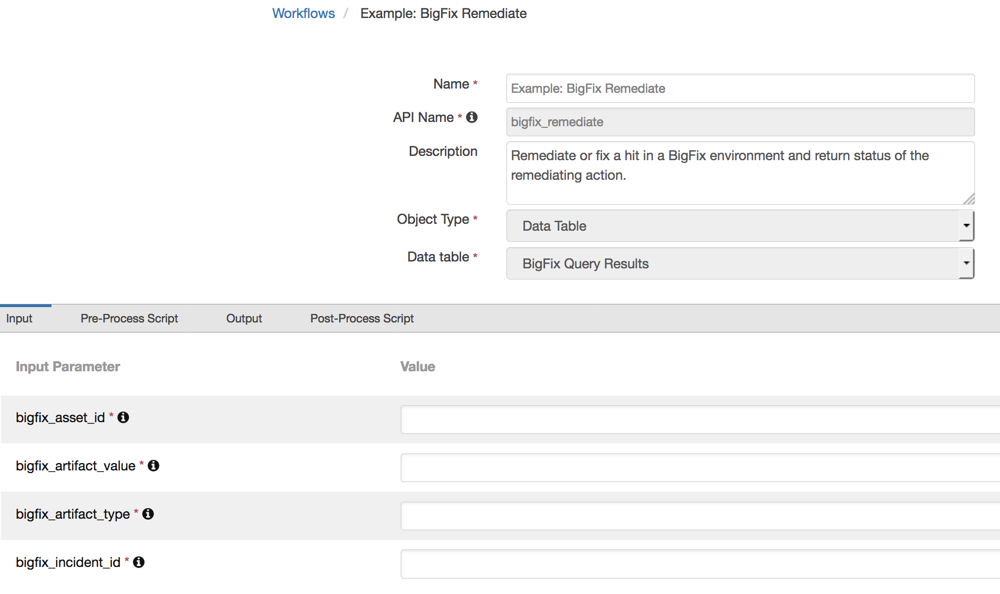 Workflows / Example: BigFix Remediate
Name * Example: BigFix Remediate
API Name * bigfix_remediate
Description Remediate or fix a hit in a BigFix environment and return status of the
remediating action.
Object Type * Data Table
Data table * BigFix Query Results
Input Pre-Process Script Output Post-Process Script
Input Parameter Value
bigfix_asset_id *
bigfix_artifact_value *
bigfix_artifact_type *
bigfix_incident_id *